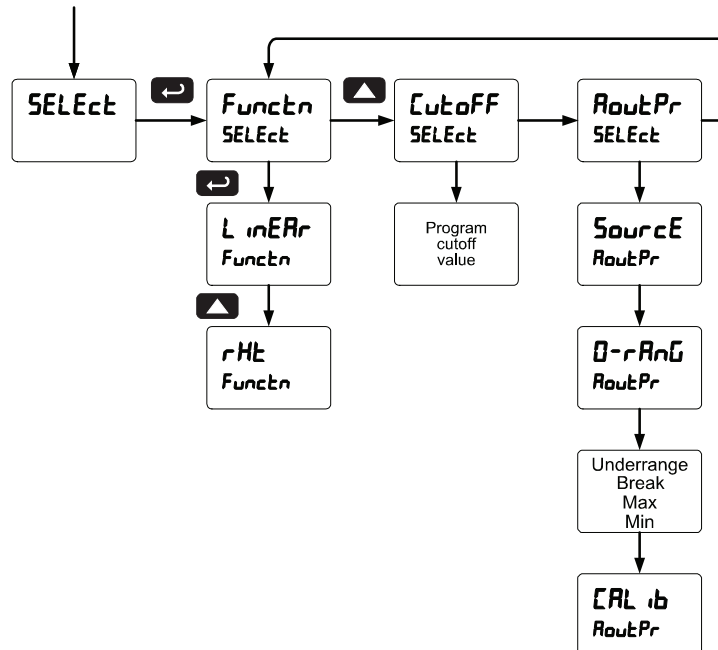 SELEct
Functn
SELEct
CutoFF
SELEct
AoutPr
SELEct
LinEAr
Functn
Program
cutoff
value
SourcE
AoutPr
rHt
Functn
O-rAnG
AoutPr
Underrange
Break
Max
Min
CALib
AoutPr